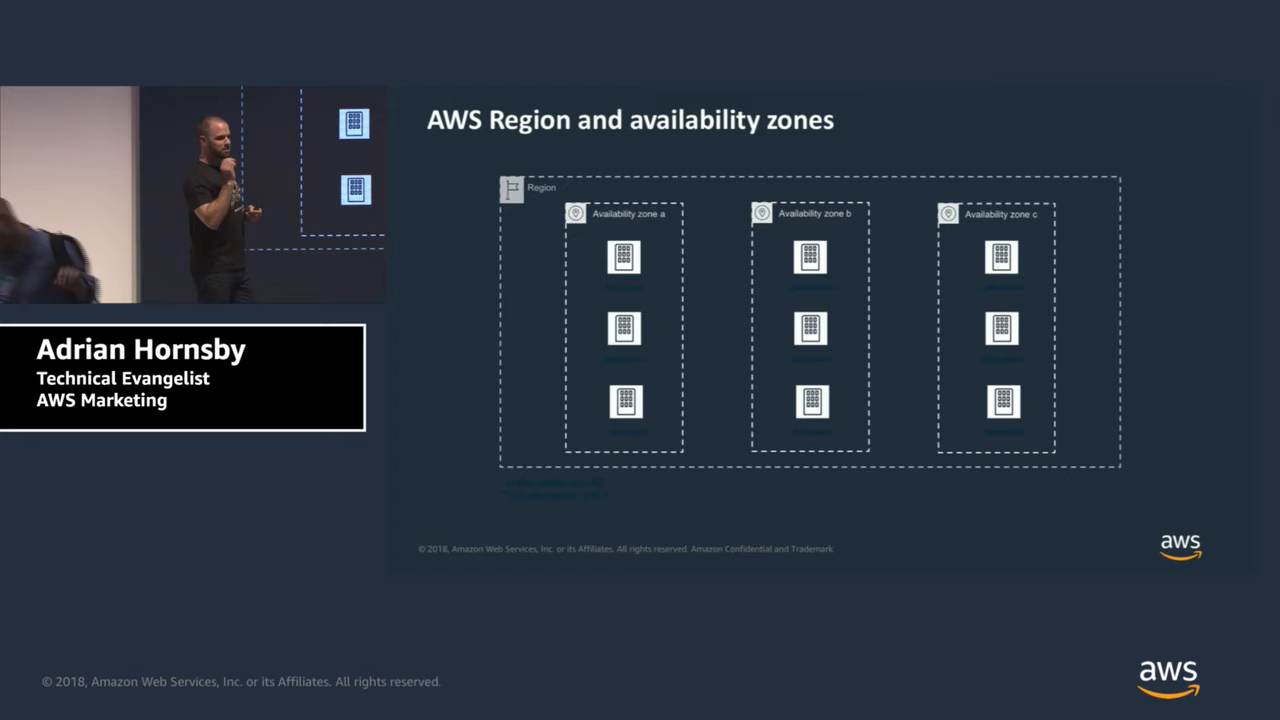 AWS Region and availability zones
Region
Availability zone a
Availability zone b
Availability zone c
Adrian Hornsby
Technical Evangelist
AWS Marketing
© 2018, Amazon Web Services, Inc. or its Affiliates. All rights reserved. Amazon Confidential and Trademark
aws
© 2018, Amazon Web Services, Inc. or its Affiliates. All rights reserved.
aws